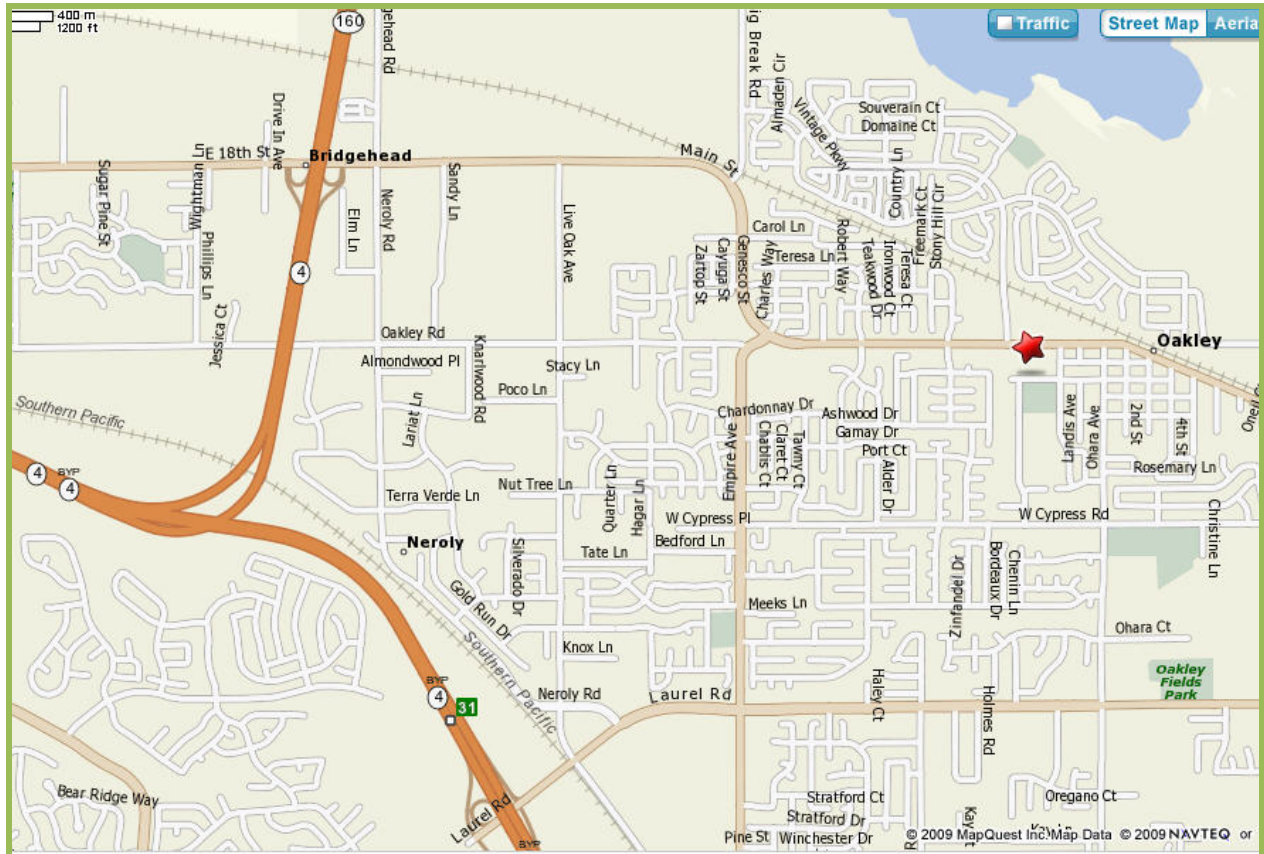 400 m
1200 ft
160
gehead Rd
ig Break Rd
Traffic
Street Map
Aeria
Almaden Cir
Vintage Pkwy
Souverain Ct
Domaine Ct
Drive In Ave
E 18th St
Bridgehead
Main St
Sugar Pine St
Wightman Ln
Phillips Ln
Elm Ln
Neroly Rd
Sandy Ln
Live Oak Ave
Country Ln
Freemark Ct
Stony Hill Cir
Carol Ln
Teresa Ln
Robert Way
Teakwood Dr
Ironwood Ct
Teresa Ct
Zartop St
Cayuga St
Genesco St
Charles Way
4
Jessica Ct
Oakley Rd
Almondwood Pl
Knarlwood Rd
Stacy Ln
Poco Ln
Oakley
Southern Pacific
Lariat Ln
Chardonnay Dr
Ashwood Dr
Gamay Dr
Port Ct
Empire Ave
Chablis Ct
Claret Ct
Tawny Ct
Alder Dr
Landis Ave
Ohara Ave
2nd St
4th St
Rosemary Ln
4
BYP
4
Terra Verde Ln
Nut Tree Ln
Quarter Ln
Hagar Ln
W Cypress Pl
W Cypress Rd
Christine Ln
Neroly
Bedford Ln
Tate Ln
Silverado Dr
Gold Run Dr
Zinfandel Dr
Bordeaux Dr
Chenin Ln
Meeks Ln
Ohara Ct
Knox Ln
Southern Pacific
Oakley
Fields
Park
BYP
4
31
Neroly Rd
Laurel Rd
Haley Ct
Holmes Rd
Bear Ridge Way
Laurel Rd
BYP
Stratford Ct
Stratford Dr
Oregano Ct
Pine St
Winchester Dr
© 2009 MapQuest Inc. Map Data © 2009 NAVTEQ or